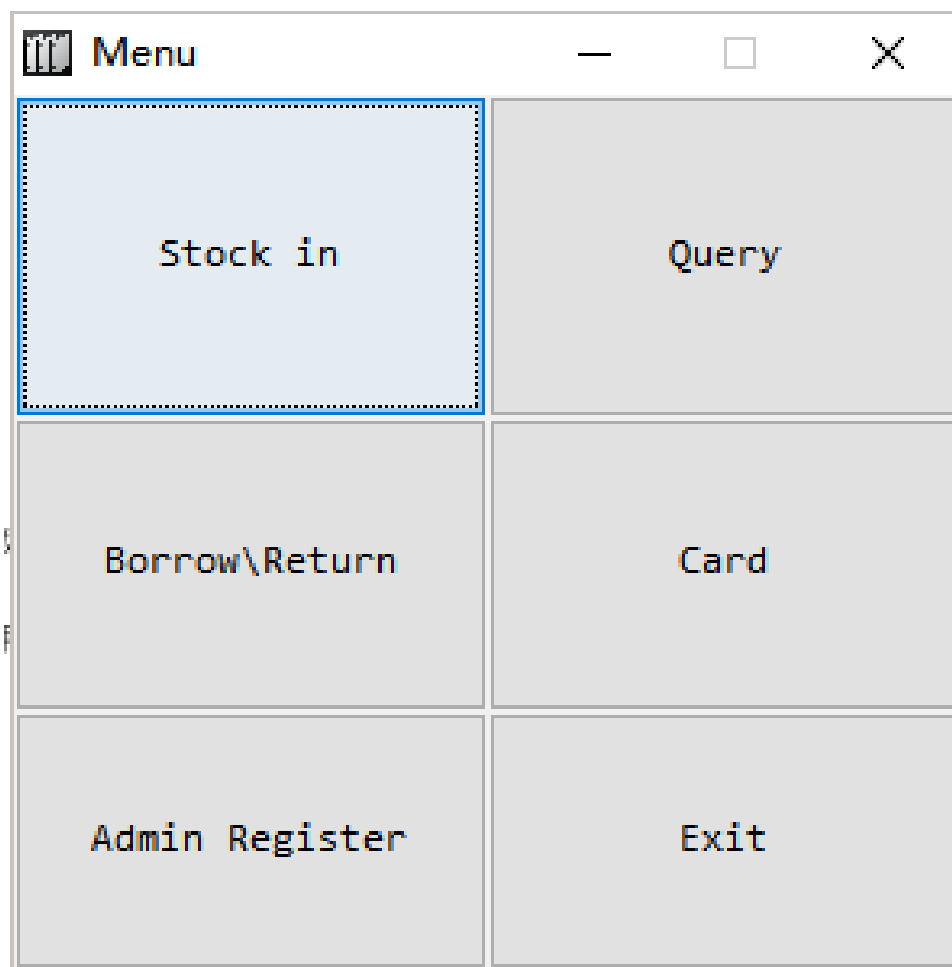 Menu
Stock in
Query
Borrow\Return
Card
Admin Register
Exit